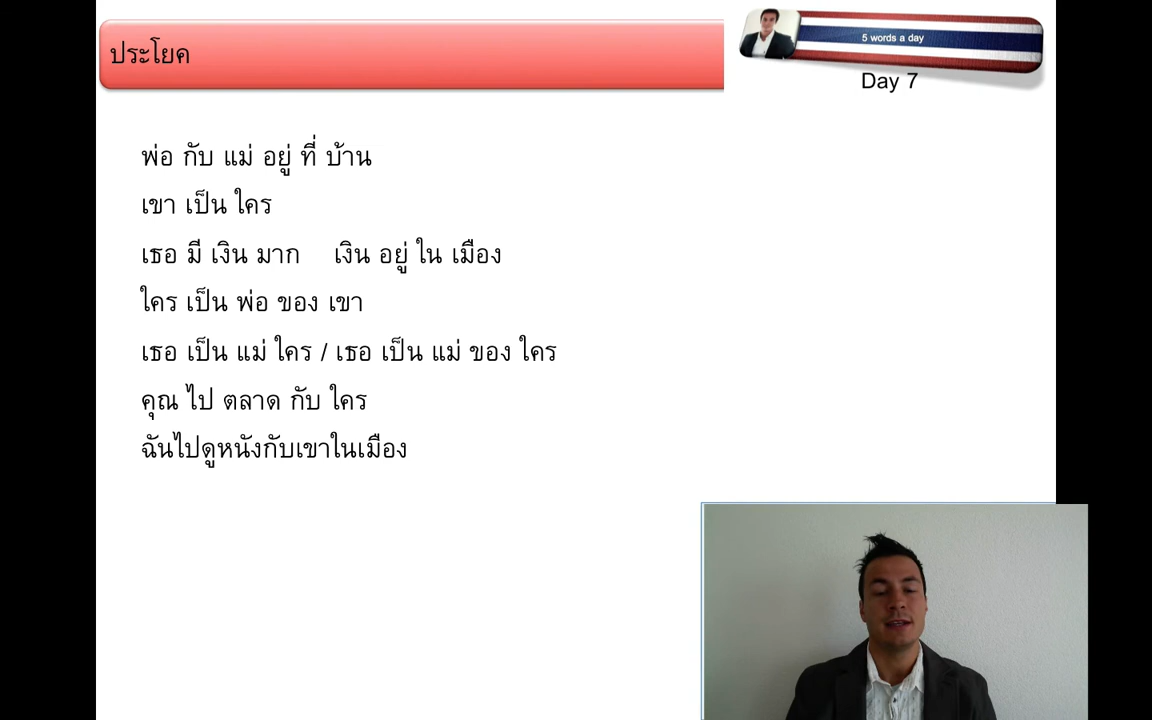 ประโยค
5 words a day
Day 7
พ่อ กับ แม่ อยู่ ที่ บ้าน
เขา เป็น ใคร
เธอ มี เงิน มาก เงิน อยู่ ใน เมือง
ใคร เป็น พ่อ ของ เขา
เธอ เป็น แม่ ใคร / เธอ เป็น แม่ ของ ใคร
คุณ ไป ตลาด กับ ใคร
ฉันไปดูหนังกับเขาในเมือง